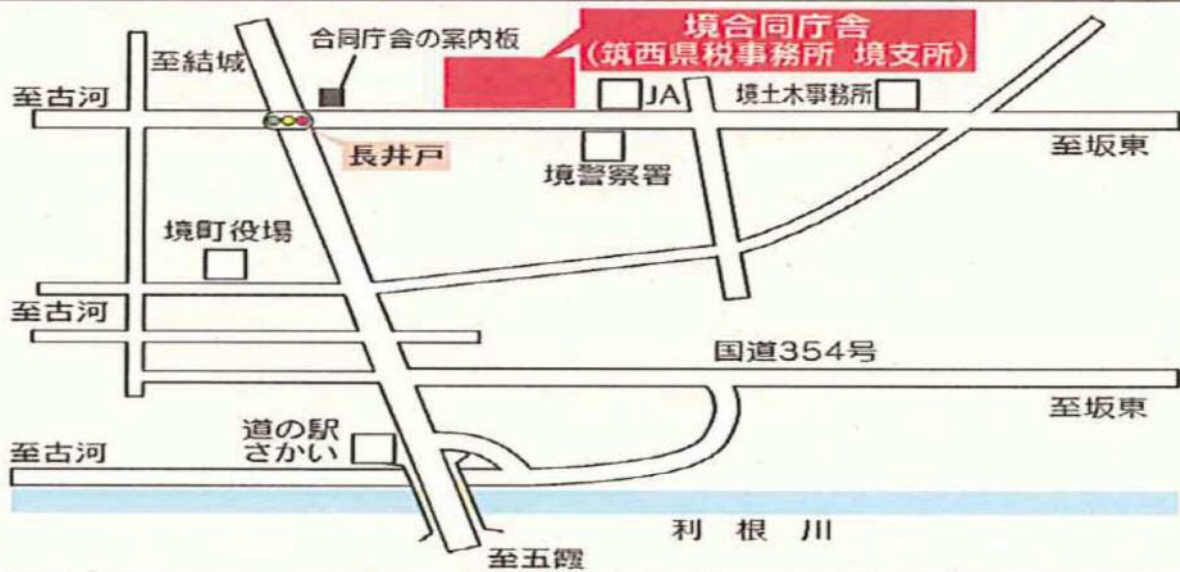 境合同庁舎
(筑西県税事務所 境支所)
合同庁舎の案内板
至結城
至古河
JA
境土木事務所
長井戸
境警察署
至坂東
境町役場
至古河
国道354号
至坂東
道の駅
さかい
至古河
利根川
至五霞